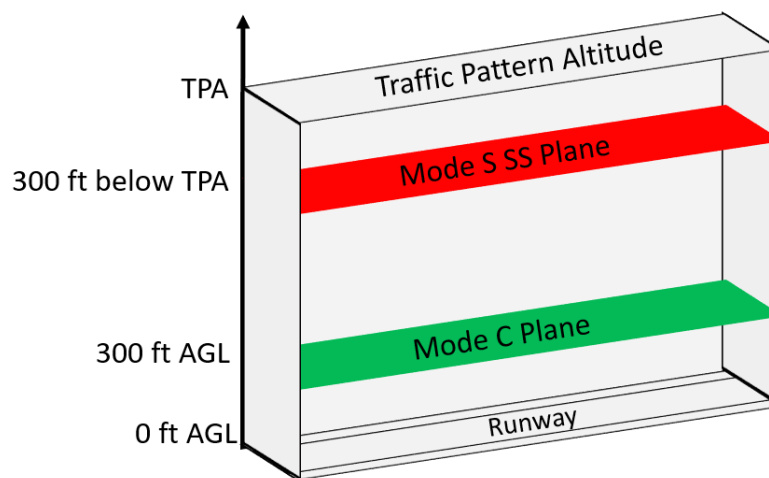 Traffic Pattern Altitude
TPA
Mode S SS Plane
300 ft below TPA
Mode C Plane
300 ft AGL
Runway
0 ft AGL